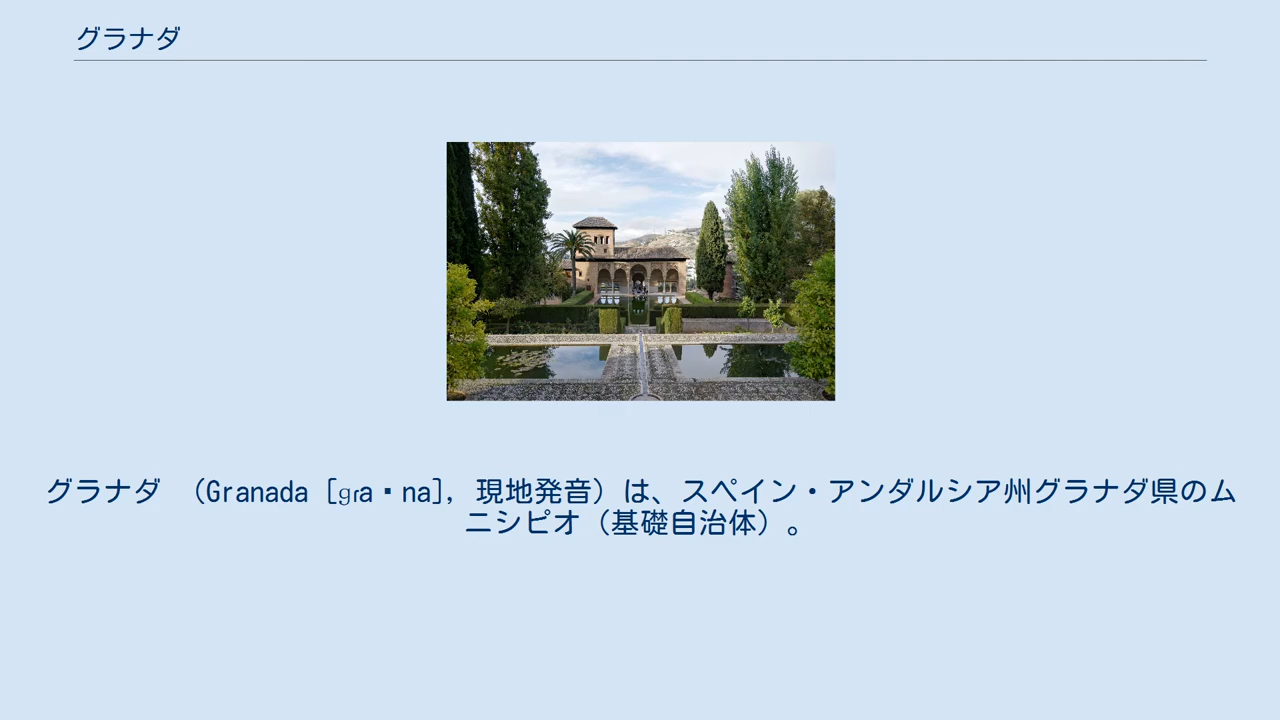 グラナダ
グラナダ （Granada [ɡɾa▪na], 現地発音）は、スペイン・アンダルシア州グラナダ県のム
ニシピオ（基礎自治体）。